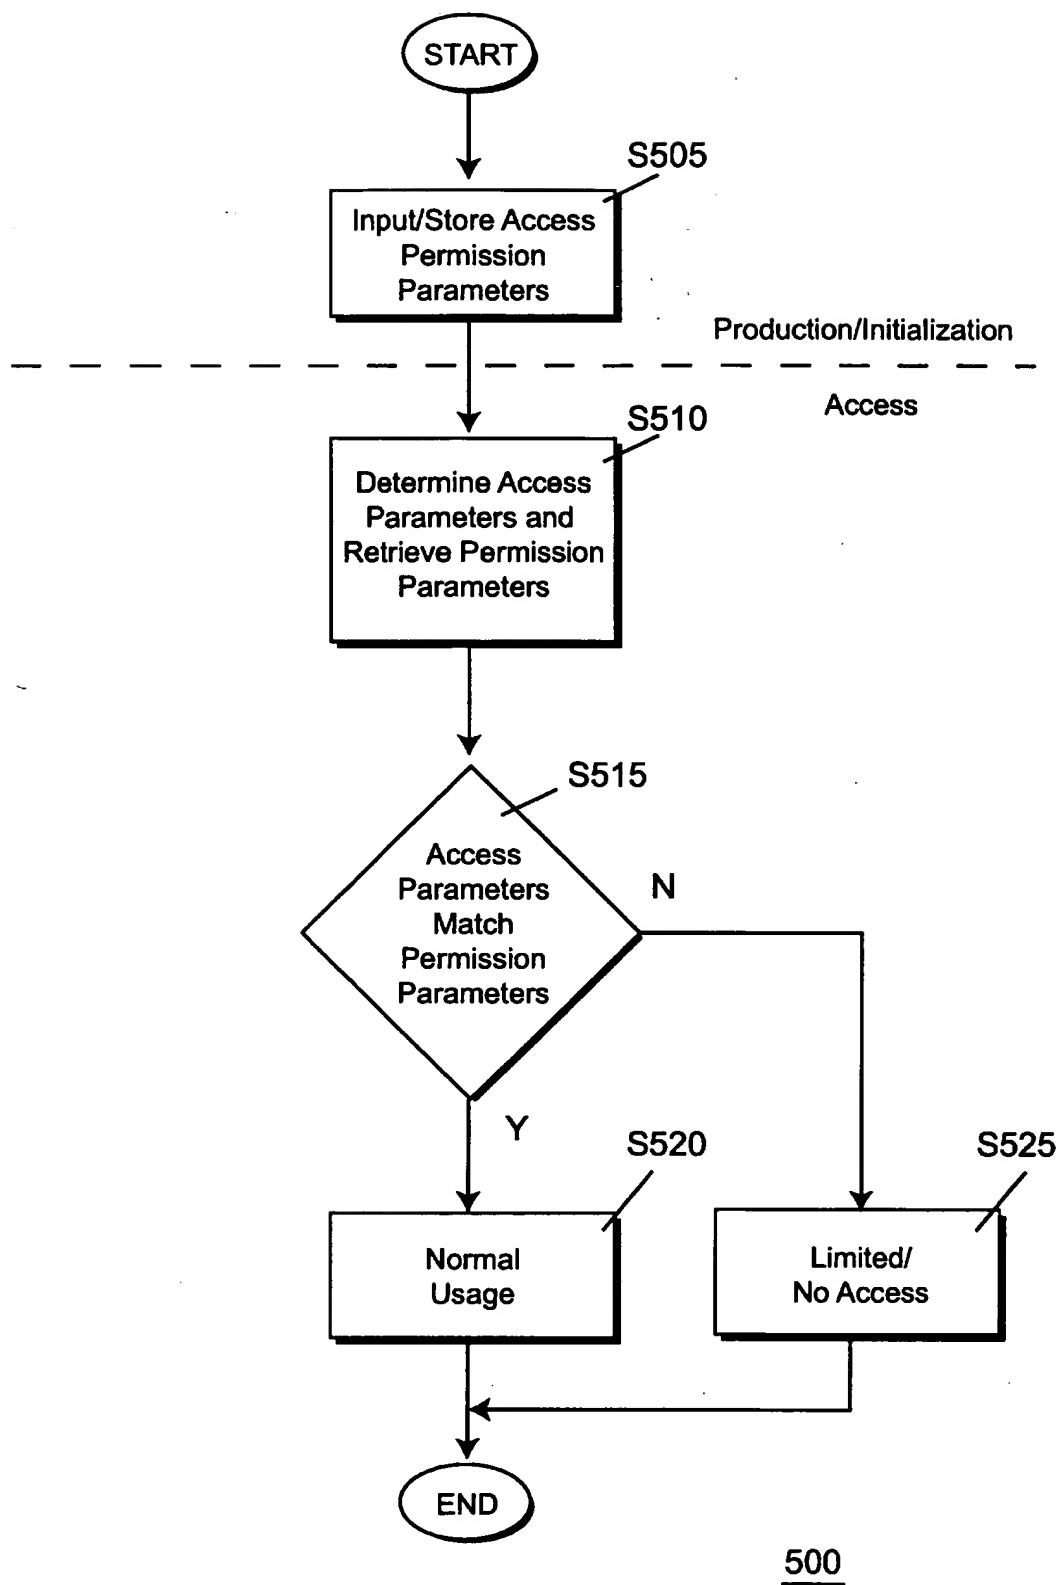 START
S505
Input/Store Access
Permission
Parameters
Production/Initialization
Access
S510
Determine Access
Parameters and
Retrieve Permission
Parameters
S515
Access
Parameters
Match
Permission
Parameters
N
Y
S520
S525
Normal
Usage
Limited/
No Access
END
500